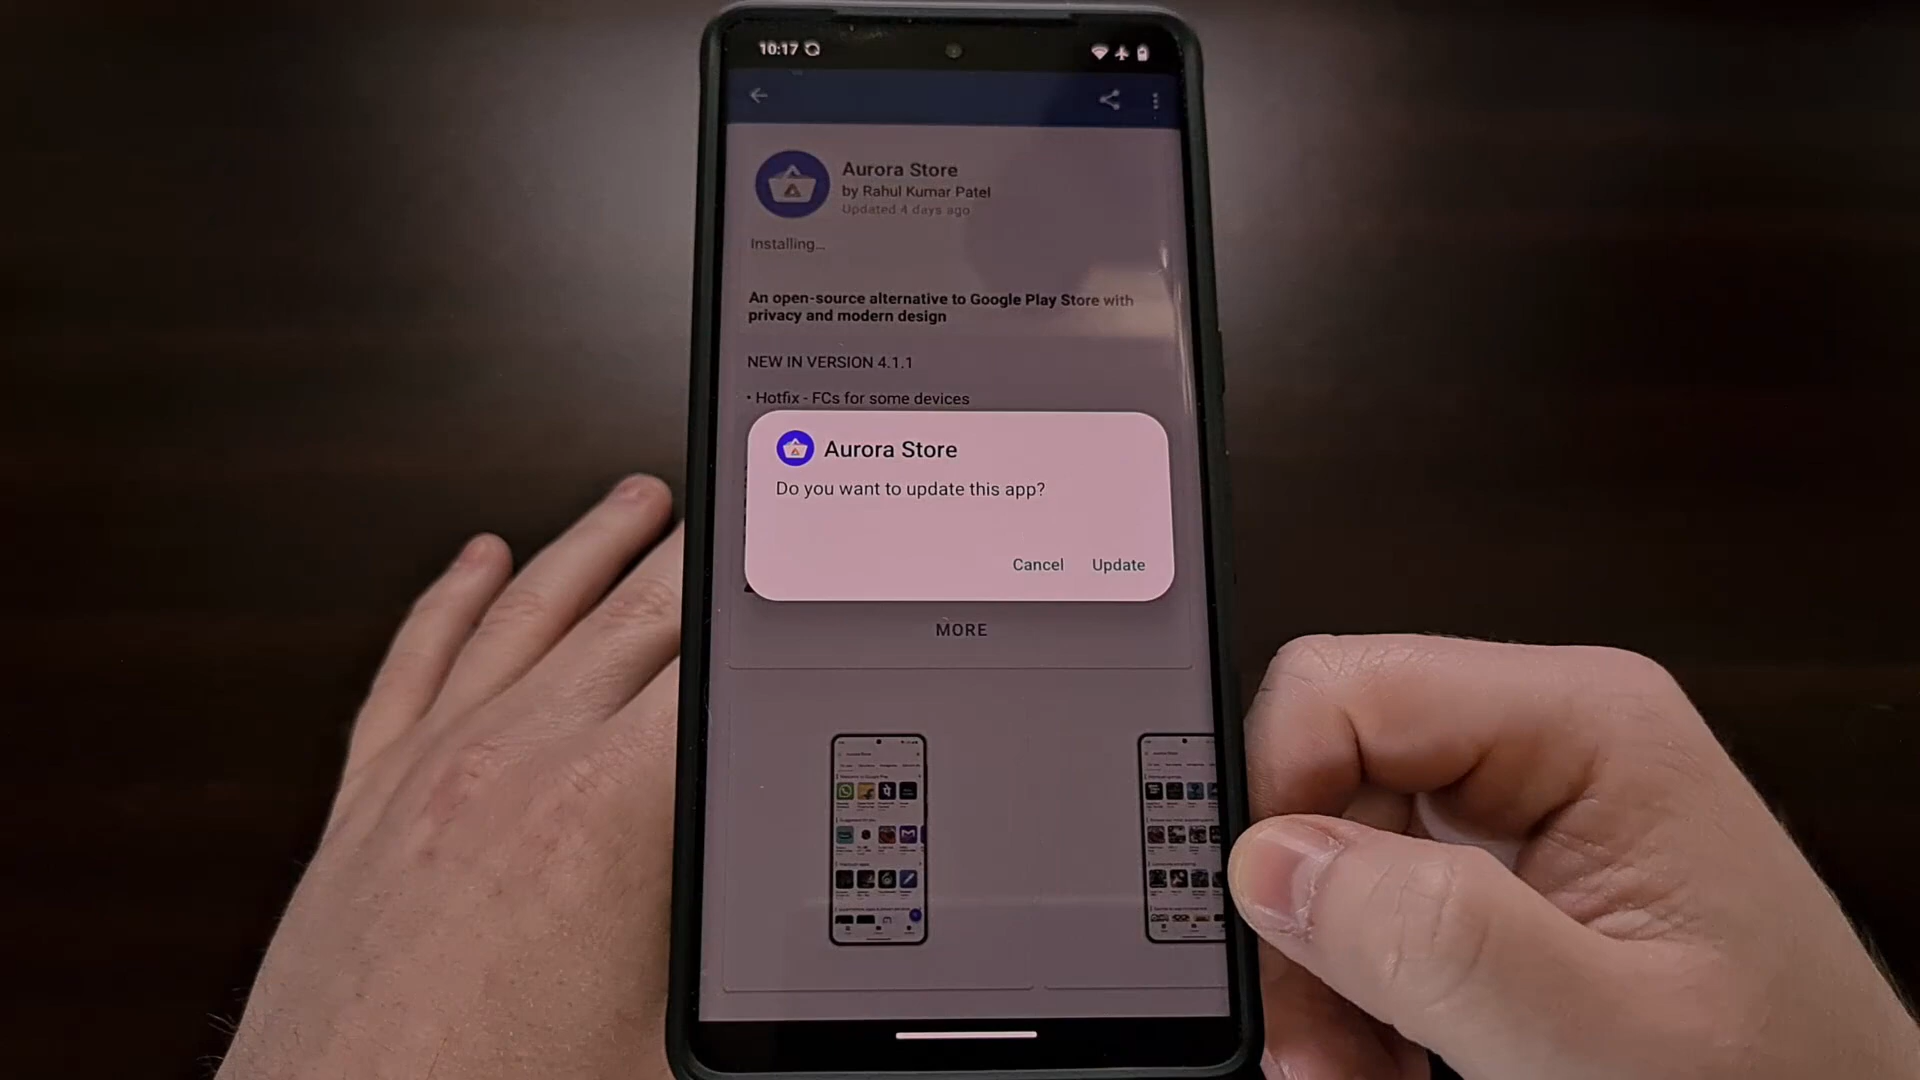 10:17
Aurora Store
by Rahul Kumar Patel
Updated 4 days ago
Installing...
An open-source alternative to Google Play Store with
privacy and modern design
NEW IN VERSION 4.1.1
• Hotfix - FCs for some devices
Aurora Store
Do you want to update this app?
Cancel Update
MORE